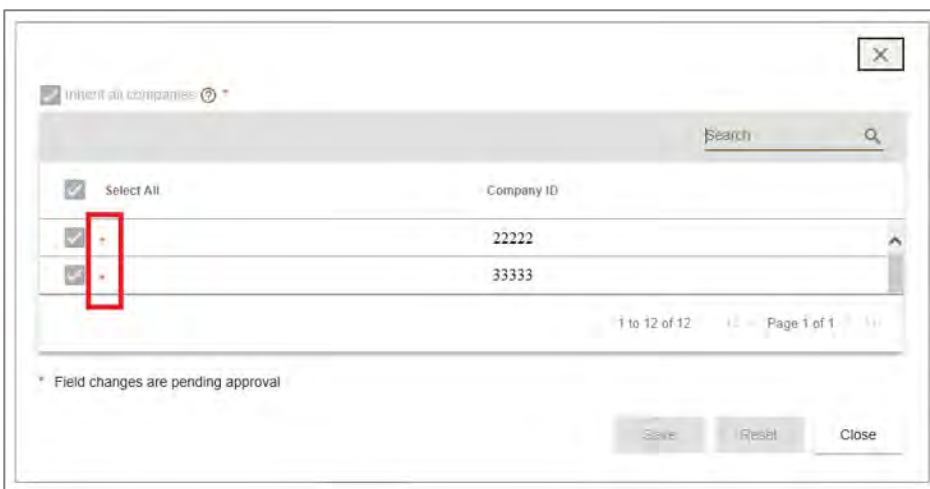 Inherit all companies ? *
Search
Select All Company ID
* 22222
* 33333
1 to 12 of 12 Page 1 of 1
* Field changes are pending approval
Save Reset Close